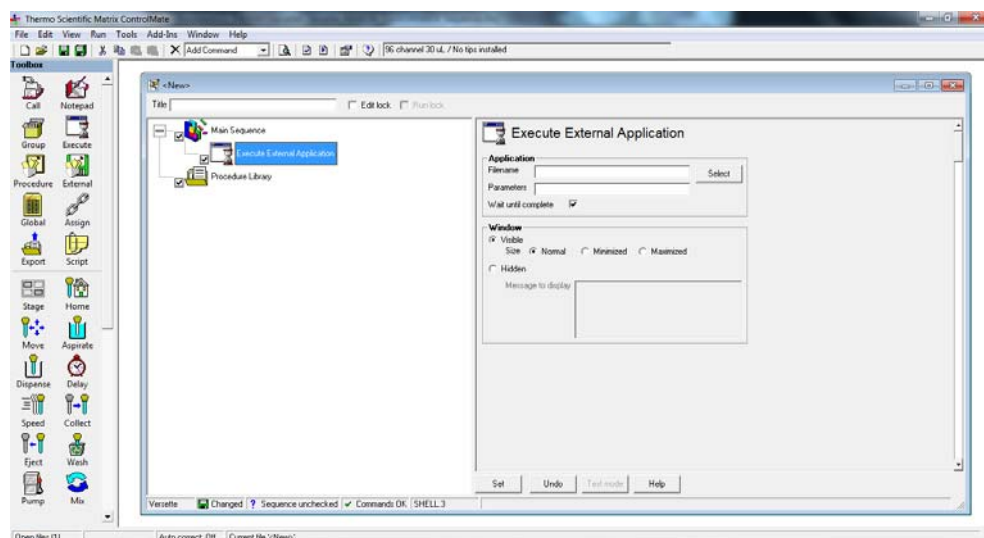 Thermo Scientific Matrix ControlMate
File Edit View Run Tools Add-Ins Window Help
Add Command
96 channel 30 uL / No tips installed
Toolbox
Call Notepad
Group Execute
Procedure External
Global Assign
Export Script
Stage Home
Move Aspirate
Dispense Delay
Speed Collect
Eject Wash
Pump Mix
<New>
Title Edit lock Run lock
Main Sequence
Execute External Application
Procedure Library
Execute External Application
Application
Filename Select
Parameters
Wait until complete
Window
Visible
Size Normal Minimized Maximized
Hidden
Message to display
Set Undo Test mode Help
Versette Changed ? Sequence unchecked Commands OK SHELL.3
Open files (1) Auto correct: Off Current file '<New>'